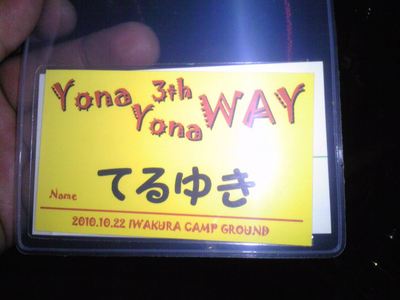 Yona 3th
Yona WAY
Name てるゆき
2010.10.22 IWAKURA CAMP GROUND